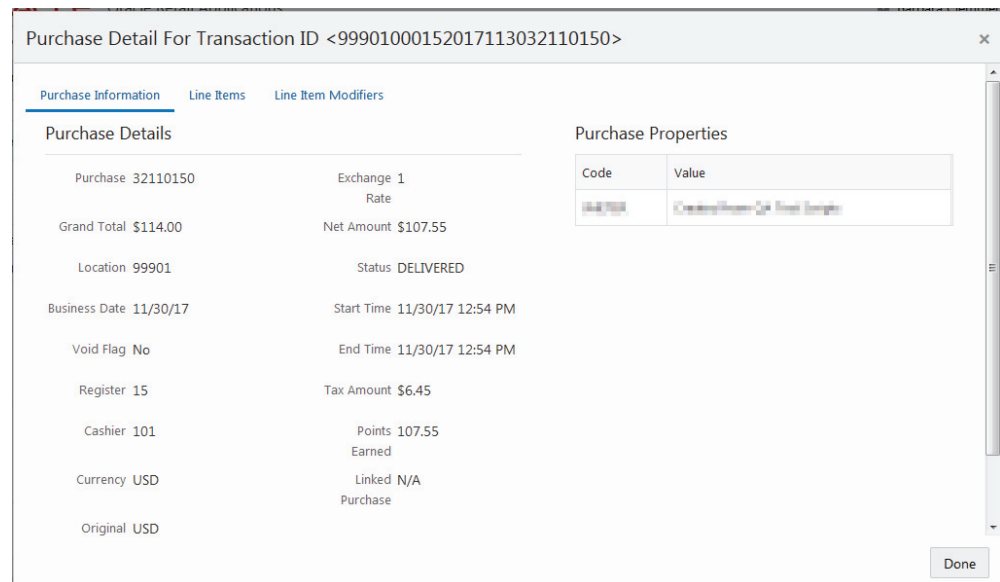 Purchase Detail For Transaction ID <99901000152017113032110150>
Purchase Information Line Items Line Item Modifiers
Purchase Details
Purchase 32110150 Exchange Rate 1
Grand Total $114.00 Net Amount $107.55
Location 99901 Status DELIVERED
Business Date 11/30/17 Start Time 11/30/17 12:54 PM
Void Flag No End Time 11/30/17 12:54 PM
Register 15 Tax Amount $6.45
Cashier 101 Points Earned 107.55
Currency USD Linked Purchase N/A
Original USD
Purchase Properties
Code Value
Done